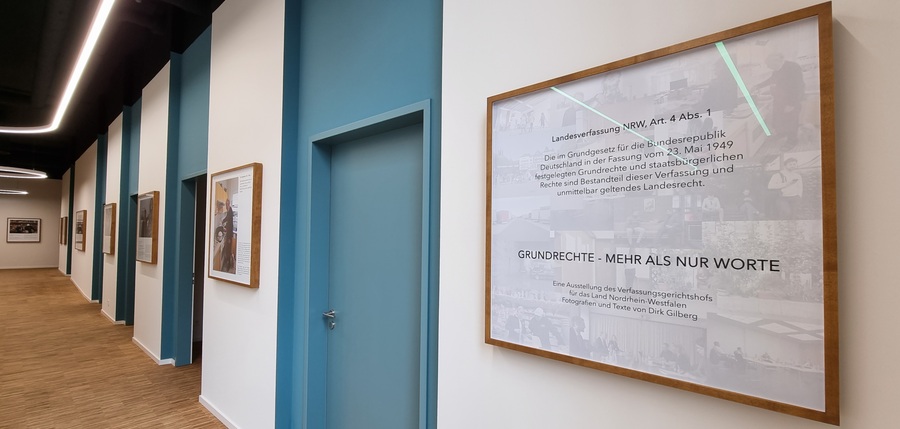 Landesverfassung NRW, Art. 4 Abs. 1
Die im Grundgesetz für die Bundesrepublik
Deutschland in der Fassung vom 23. Mai 1949
festgelegten Grundrechte und staatsbürgerlichen
Rechte sind Bestandteil dieser Verfassung und
unmittelbar geltendes Landesrecht.
GRUNDRECHTE - MEHR ALS NUR WORTE
Eine Ausstellung des Verfassungsgerichtshofs
für das Land Nordrhein-Westfalen
Fotografien und Texte von Dirk Gilberg